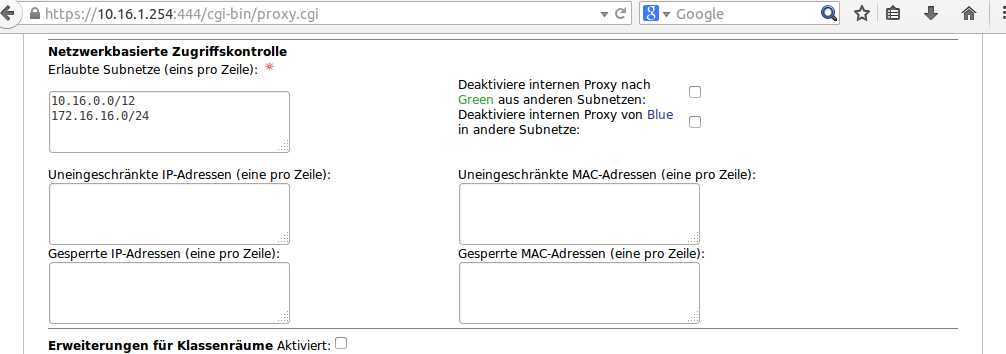 https://10.16.1.254:444/cgi-bin/proxy.cgi
Google
Netzwerkbasierte Zugriffskontrolle
Erlaubte Subnetze (eins pro Zeile):
10.16.0.0/12
172.16.16.0/24
Deaktiviere internen Proxy nach
Green aus anderen Subnetzen:
Deaktiviere internen Proxy von Blue
in andere Subnetze:
Uneingeschränkte IP-Adressen (eine pro Zeile):
Uneingeschränkte MAC-Adressen (eine pro Zeile):
Gesperrte IP-Adressen (eine pro Zeile):
Gesperrte MAC-Adressen (eine pro Zeile):
Erweiterungen für Klassenräume Aktiviert: